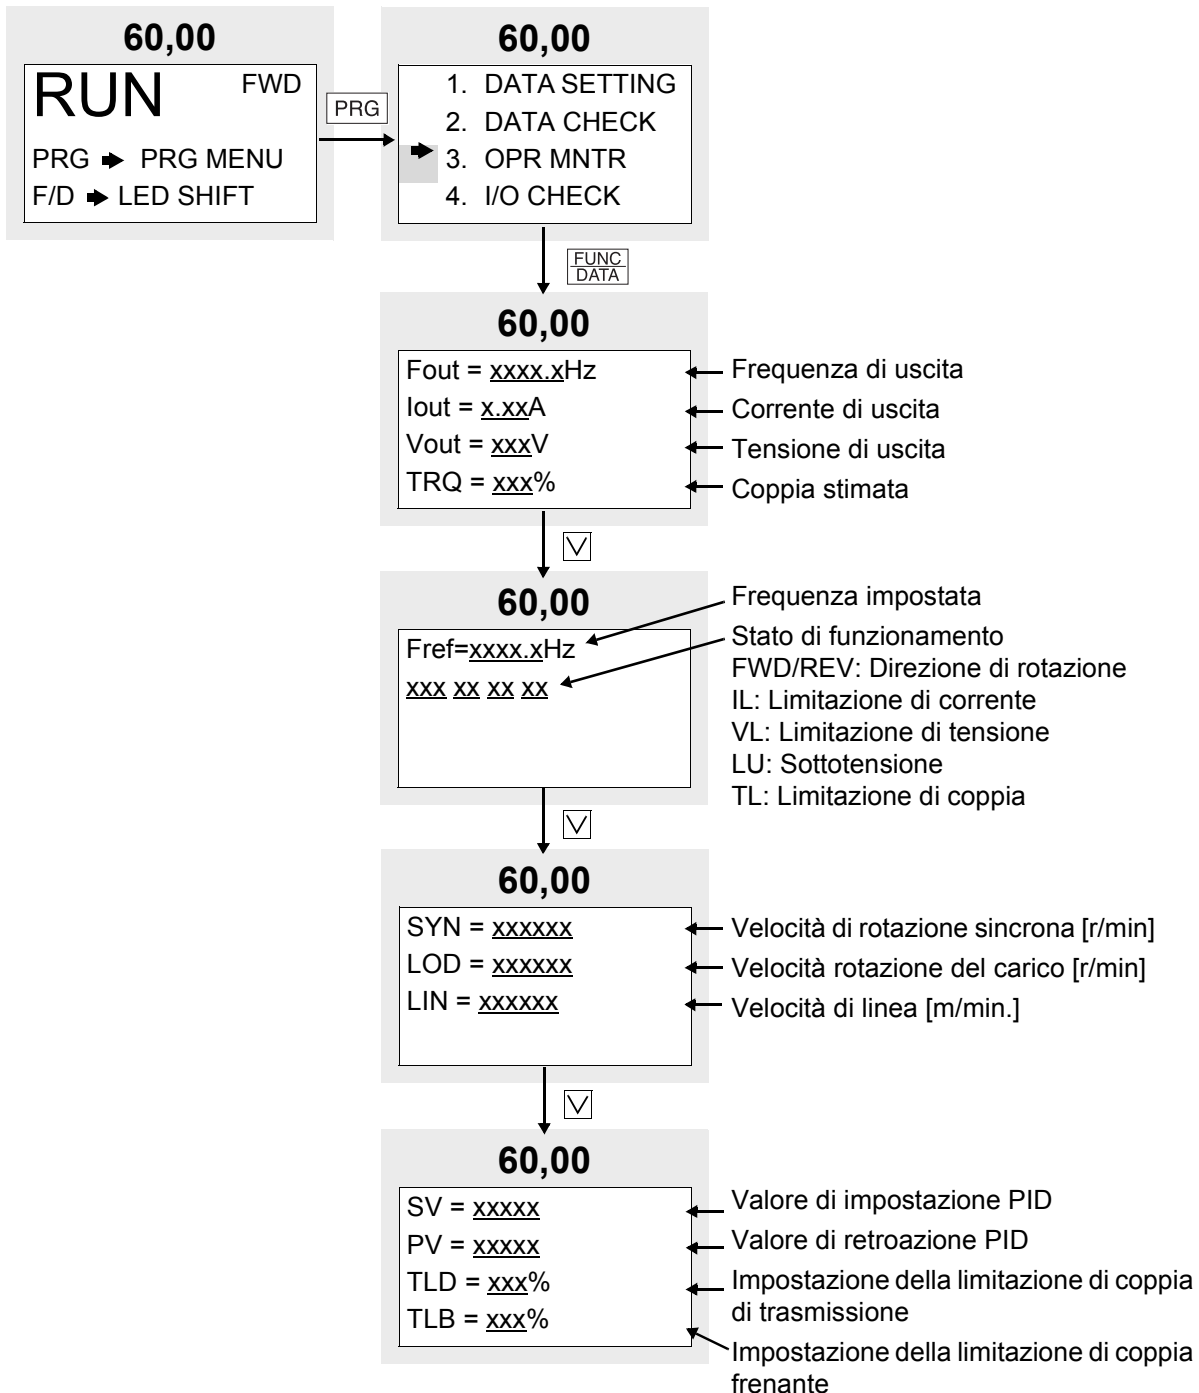 60,00
RUN FWD
PRG → PRG MENU
F/D → LED SHIFT
PRG
60,00
1. DATA SETTING
2. DATA CHECK
3. OPR MNTR
4. I/O CHECK
FUNC
DATA
60,00
Fout = xxxx.xHz
Iout = x.xxA
Vout = xxxV
TRQ = xxx%
Frequenza di uscita
Corrente di uscita
Tensione di uscita
Coppia stimata
60,00
Fref=xxxx.xHz
xxx xx xx xx
Frequenza impostata
Stato di funzionamento
FWD/REV: Direzione di rotazione
IL: Limitazione di corrente
VL: Limitazione di tensione
LU: Sottotensione
TL: Limitazione di coppia
60,00
SYN = xxxxxx
LOD = xxxxxx
LIN = xxxxxx
Velocità di rotazione sincrona [r/min]
Velocità rotazione del carico [r/min]
Velocità di linea [m/min.]
60,00
SV = xxxxx
PV = xxxxx
TLD = xxx%
TLB = xxx%
Valore di impostazione PID
Valore di retroazione PID
Impostazione della limitazione di coppia
di trasmissione
Impostazione della limitazione di coppia
frenante